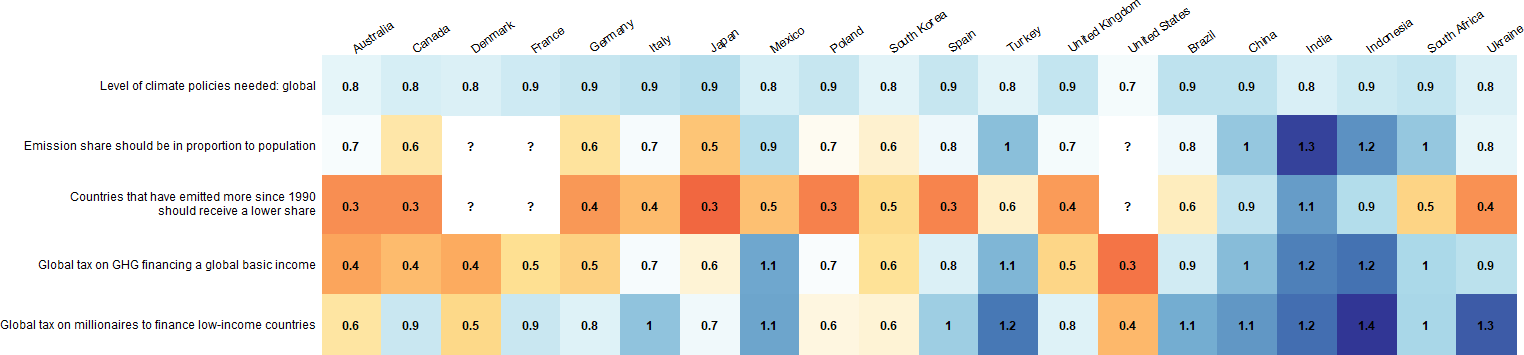 Australia Canada Denmark France Germany Italy Japan Mexico Poland South Korea Spain Turkey United Kingdom United States Brazil China India Indonesia South Africa Ukraine
Level of climate policies needed: global 0.8 0.8 0.8 0.9 0.9 0.9 0.9 0.8 0.9 0.8 0.9 0.8 0.9 0.7 0.9 0.9 0.8 0.9 0.9 0.8
Emission share should be in proportion to population 0.7 0.6 ? ? 0.6 0.7 0.5 0.9 0.7 0.6 0.8 1 0.7 ? 0.8 1 1.3 1.2 1 0.8
Countries that have emitted more since 1990
should receive a lower share 0.3 0.3 ? ? 0.4 0.4 0.3 0.5 0.3 0.5 0.3 0.6 0.4 ? 0.6 0.9 1.1 0.9 0.5 0.4
Global tax on GHG financing a global basic income 0.4 0.4 0.4 0.5 0.5 0.7 0.6 1.1 0.7 0.6 0.8 1.1 0.5 0.3 0.9 1 1.2 1.2 1 0.9
Global tax on millionaires to finance low-income countries 0.6 0.9 0.5 0.9 0.8 1 0.7 1.1 0.6 0.6 1 1.2 0.8 0.4 1.1 1.1 1.2 1.4 1 1.3